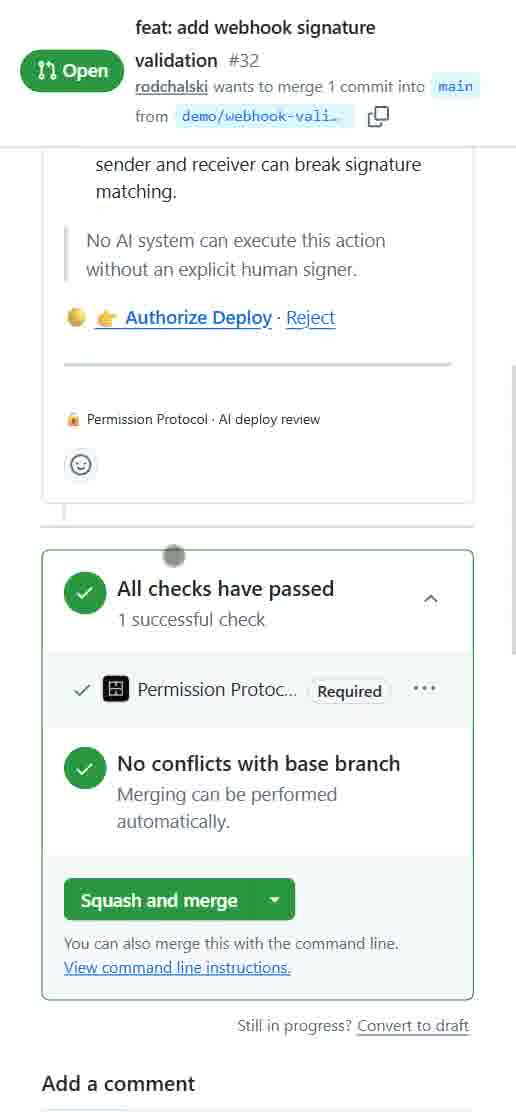 feat: add webhook signature
validation #32
Open
rodchalski wants to merge 1 commit into main
from demo/webhook-vali…
sender and receiver can break signature
matching.
No AI system can execute this action
without an explicit human signer.
Authorize Deploy · Reject
Permission Protocol · AI deploy review
All checks have passed
1 successful check
Permission Protoc... Required
No conflicts with base branch
Merging can be performed
automatically.
Squash and merge
You can also merge this with the command line.
View command line instructions.
Still in progress? Convert to draft
Add a comment